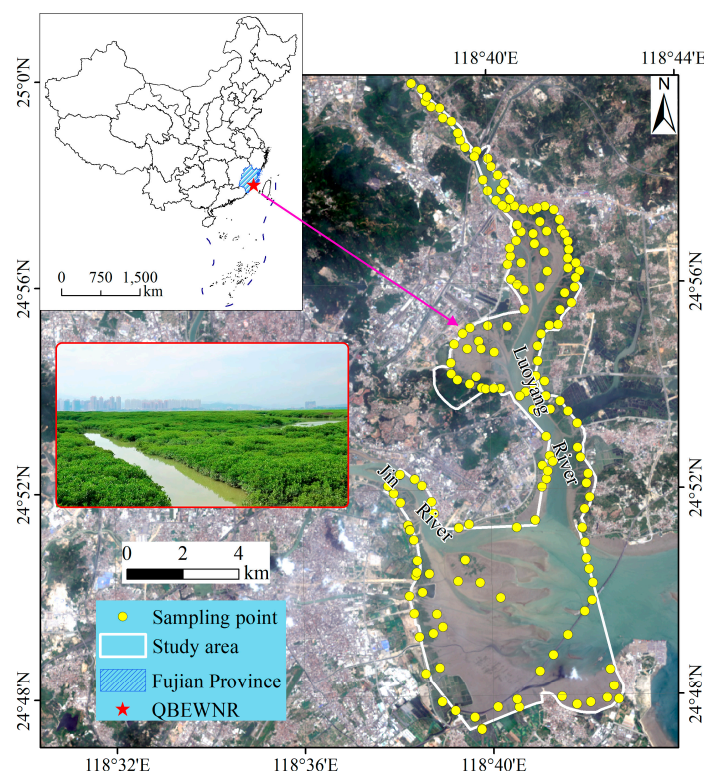 118°40′E 118°44′E
25°0′N
N
24°56′N
24°56′N
0 750 1,500
km
Luoyang
River
24°52′N
24°52′N
Jin
River
0 2 4
km
Sampling point
Study area
Fujian Province
QBEWNR
24°48′N
24°48′N
118°32′E 118°36′E 118°40′E